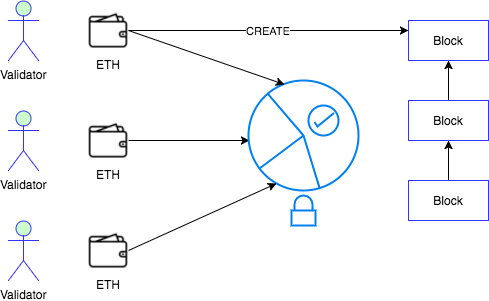 CREATE
Block
Validator
ETH
Block
Validator
ETH
Block
Validator
ETH